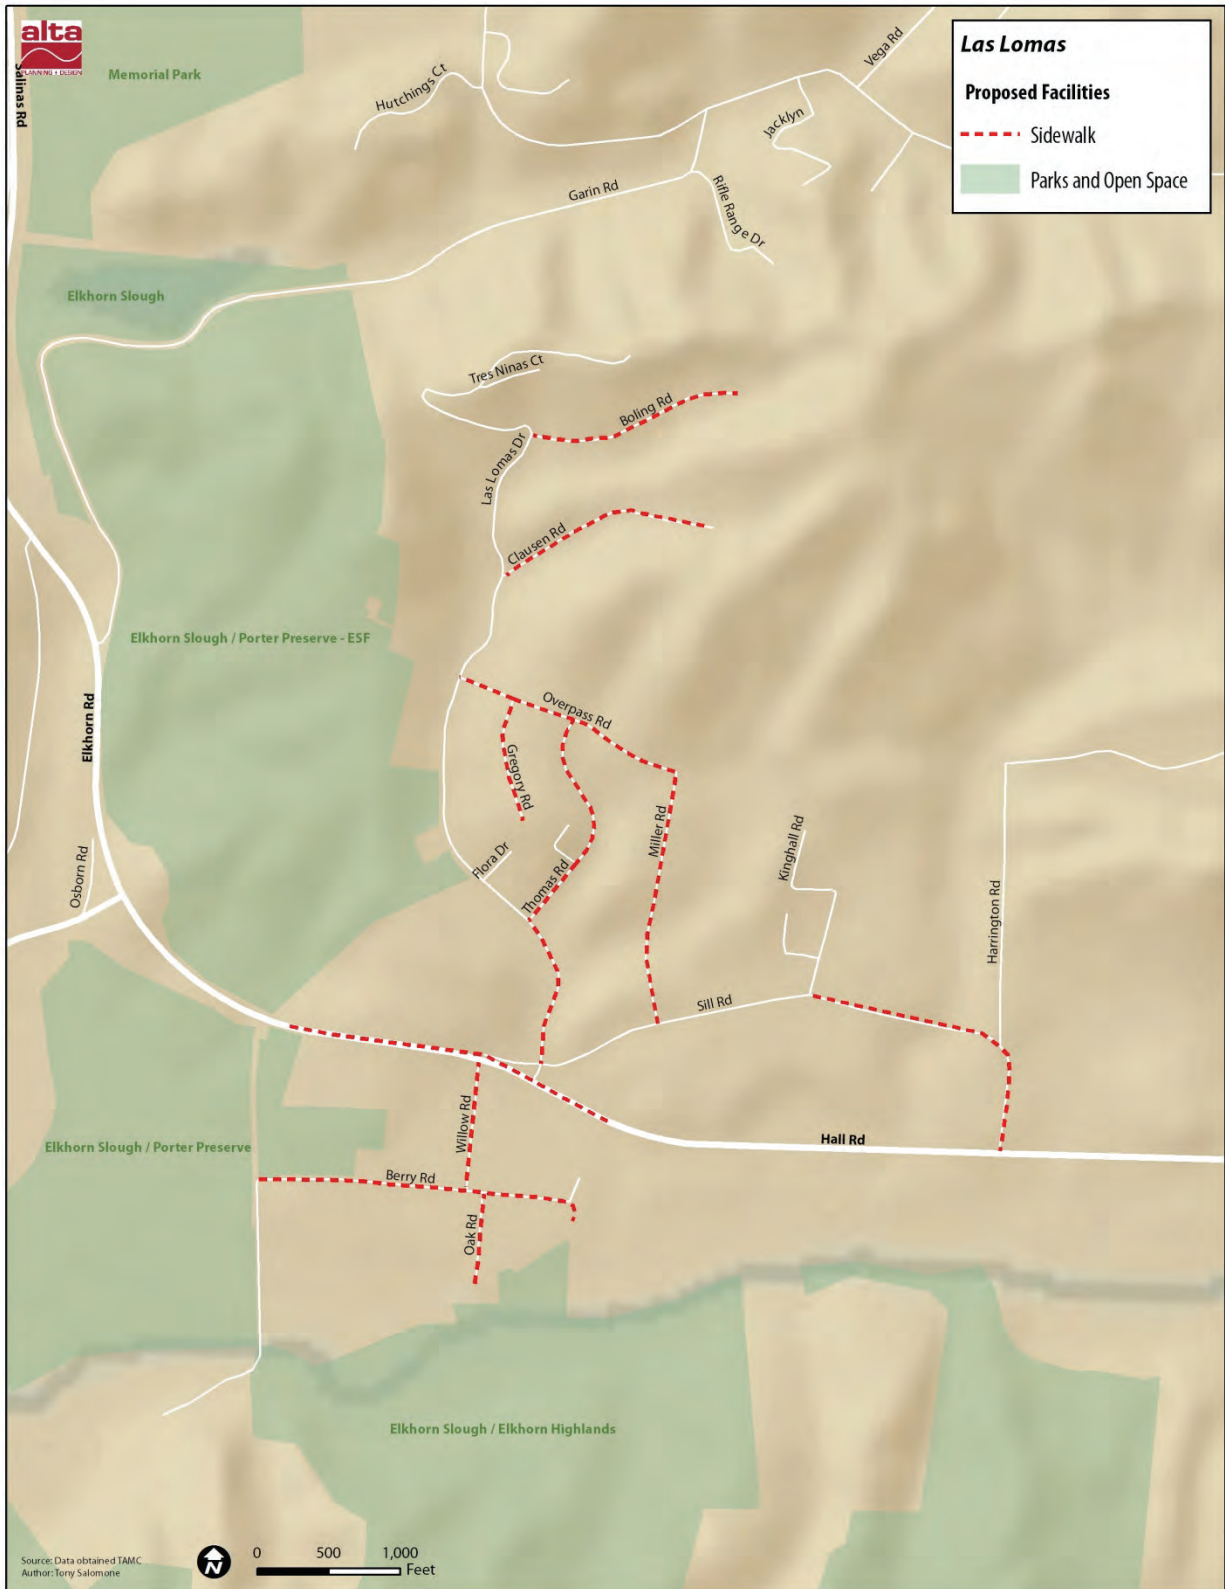 alta
PLANNING + DESIGN
Salinas Rd
Memorial Park
Hutchings Ct
Vega Rd
Las Lomas
Proposed Facilities
Sidewalk
Parks and Open Space
Jacklyn
Garin Rd
Rifle Range Dr
Elkhorn Slough
Tres Ninas Ct
Boling Rd
Las Lomas Dr
Clausen Rd
Elkhorn Slough / Porter Preserve - ESF
Elkhorn Rd
Overpass Rd
Gregory Rd
Miller Rd
Kinghall Rd
Flora Dr
Thomas Rd
Osborn Rd
Harrington Rd
Sill Rd
Willow Rd
Hall Rd
Elkhorn Slough / Porter Preserve
Berry Rd
Oak Rd
Elkhorn Slough / Elkhorn Highlands
Source: Data obtained TAMC
Author: Tony Salomone
N
0 500 1,000
Feet